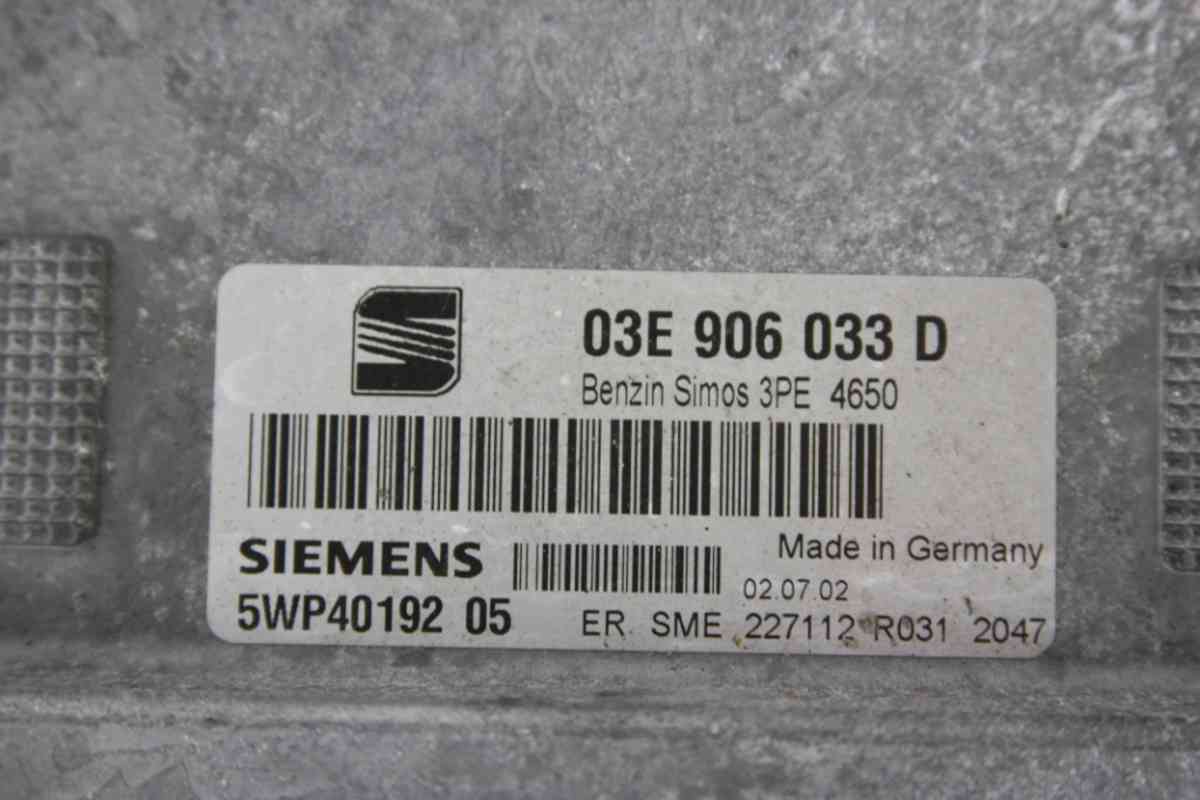 03E 906 033 D
Benzin Simos 3PE 4650
SIEMENS
Made in Germany
02.07.02
5WP40192 05
ER. SME 227112 R031 2047